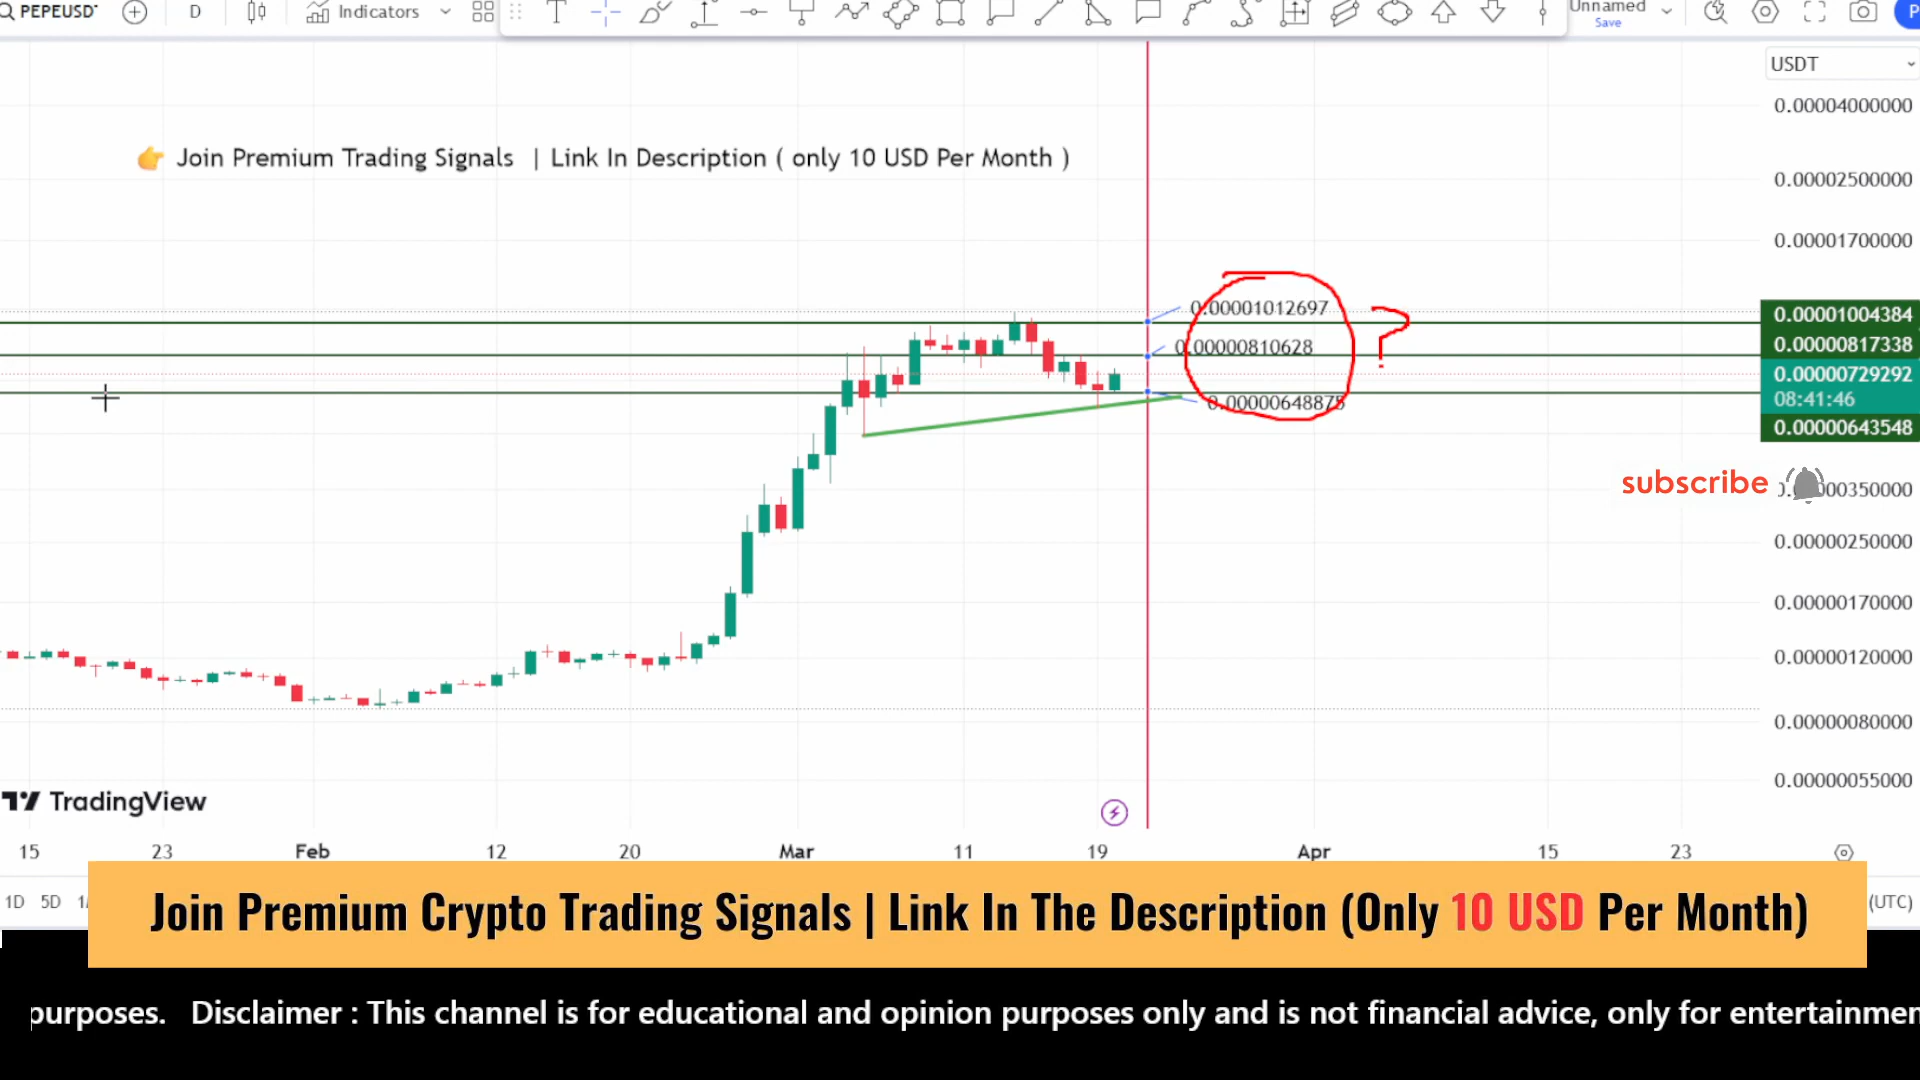 PEPEUSDT
D
Indicators
Unnamed
Save
P
USDT
0.00004000000
👉 Join Premium Trading Signals | Link In Description ( only 10 USD Per Month )
0.00002500000
0.00001700000
0.00001012697
?
0.00001004384
0.00000810628
0.00000817338
0.00000729292
08:41:46
0.00000648875
0.00000643548
subscribe
0.00000350000
0.00000250000
0.00000170000
0.00000120000
0.00000080000
0.00000055000
TradingView
15 23 Feb 12 20 Mar 11 19 Apr 15 23
1D 5D
(UTC)
Join Premium Crypto Trading Signals | Link In The Description (Only 10 USD Per Month)
purposes. Disclaimer : This channel is for educational and opinion purposes only and is not financial advice, only for entertainmen